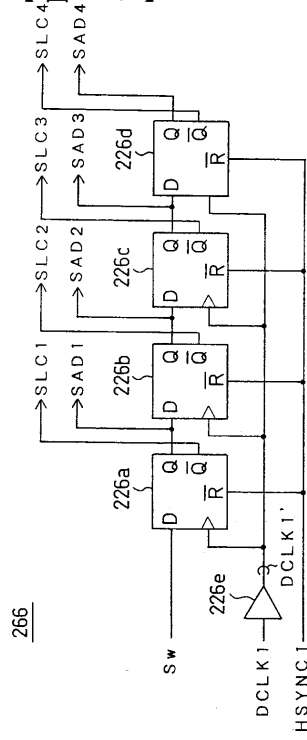 266
SLC1
SAD1
SLC2
SAD2
SLC3
SAD3
SLC4
SAD4
226a
226b
226c
226d
D Q Q R
D Q Q R
D Q Q R
D Q Q R
Sw
226e
DCLK1
DCLK1'
HSYNC1